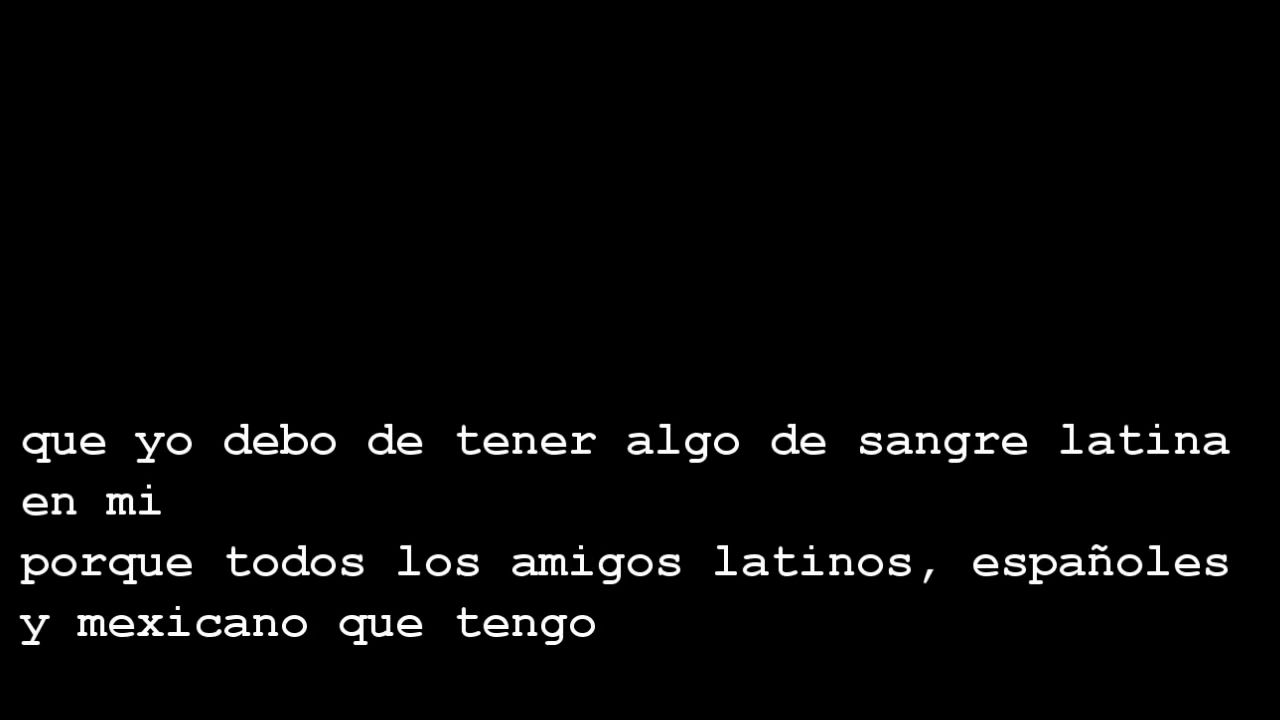 que yo debo de tener algo de sangre latina
en mi
porque todos los amigos latinos, españoles
y mexicano que tengo